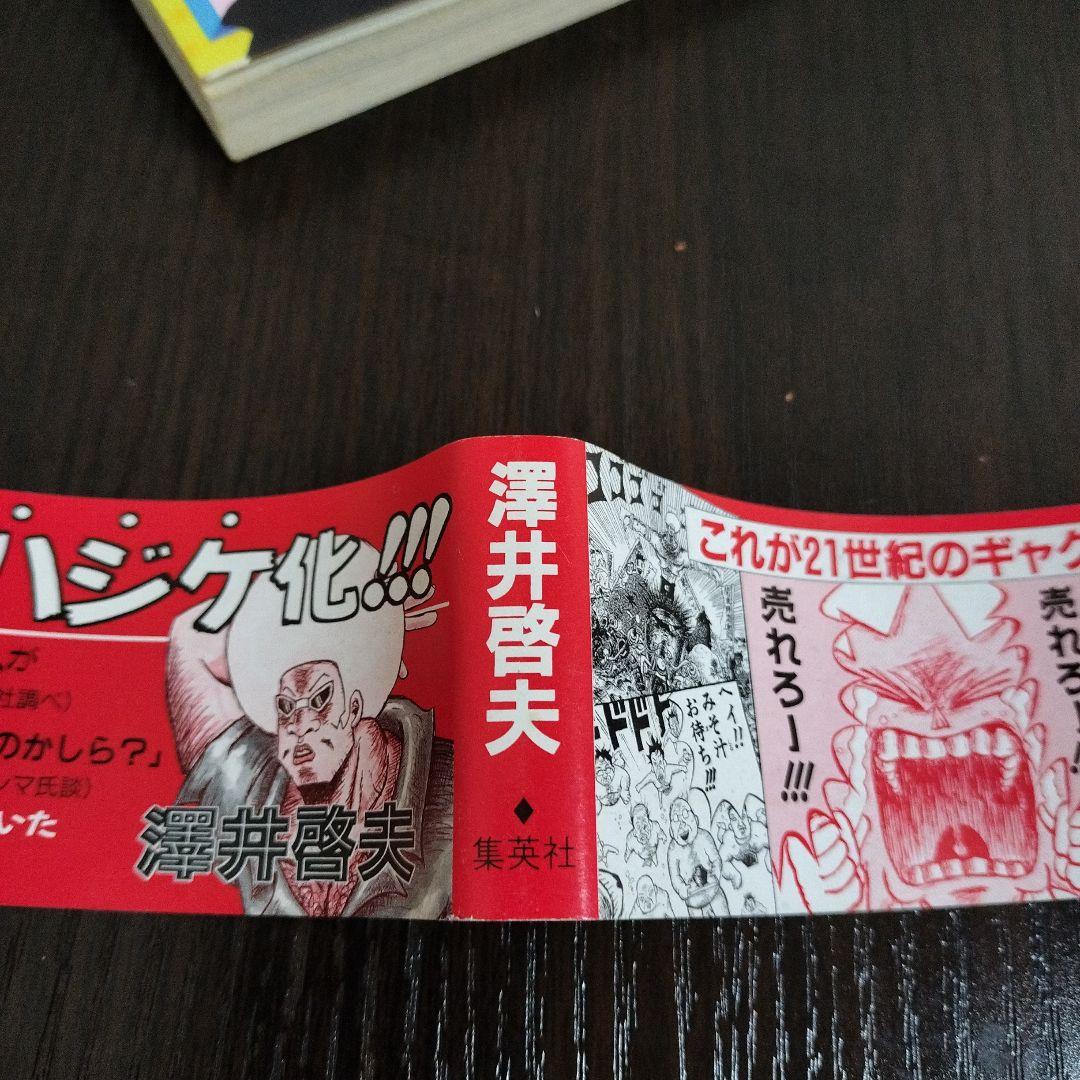 ハジケ化!!!
が
社調べ)
のかしら?」
ンマ氏談)
いた
澤井啓夫
澤井啓夫
◆
集英社
ドドドド
ヘイ!!
みそ汁
お待ち!!!
これが21世紀のギャグ
売れろー!!!
売れろー!